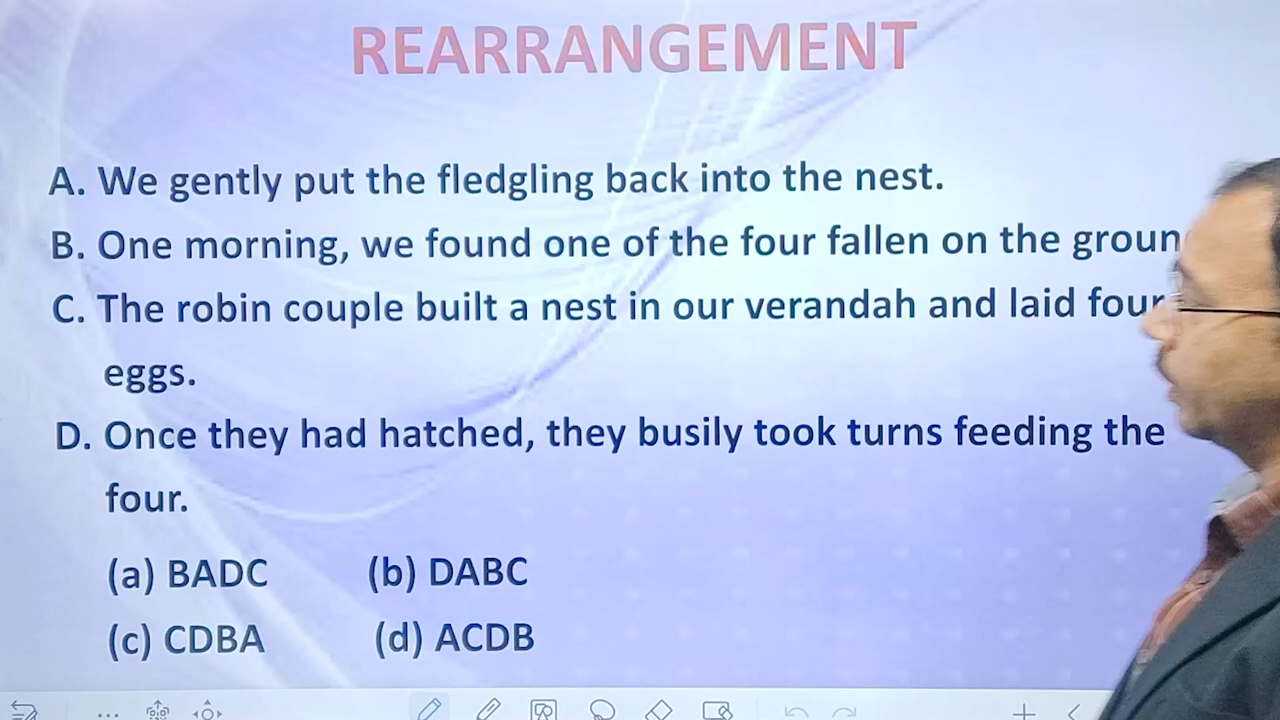 REARRANGEMENT
A. We gently put the fledgling back into the nest.
B. One morning, we found one of the four fallen on the groun
C. The robin couple built a nest in our verandah and laid four
eggs.
D. Once they had hatched, they busily took turns feeding the
four.
(a) BADC (b) DABC
(c) CDBA (d) ACDB